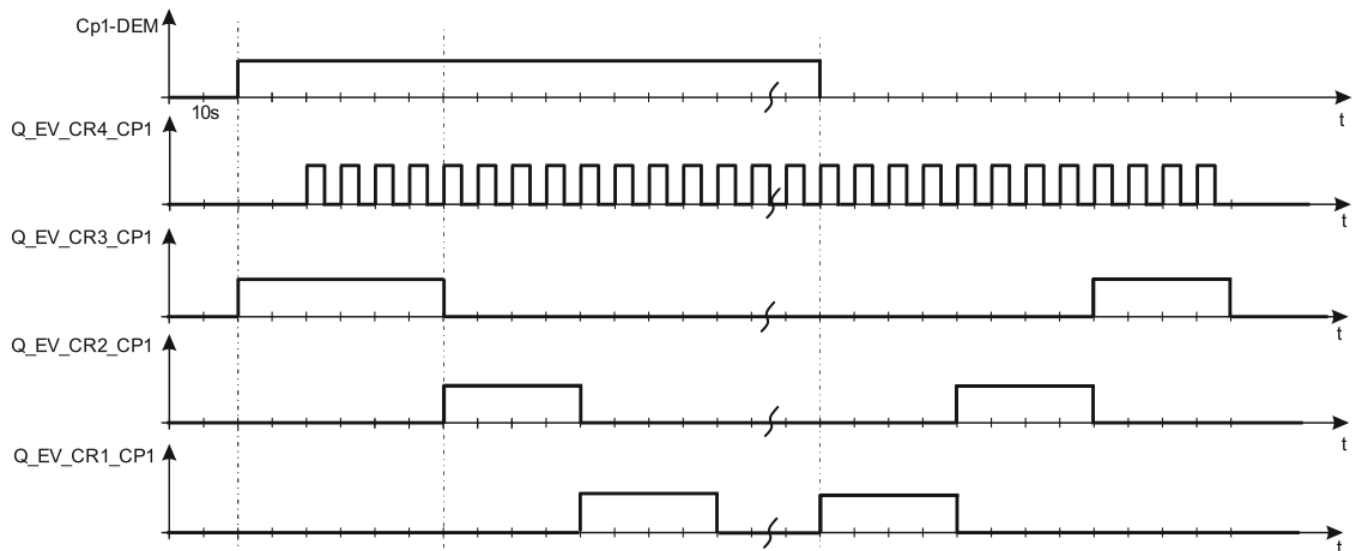 Cp1-DEM
10s
t
Q_EV_CR4_CP1
t
Q_EV_CR3_CP1
t
Q_EV_CR2_CP1
t
Q_EV_CR1_CP1
t